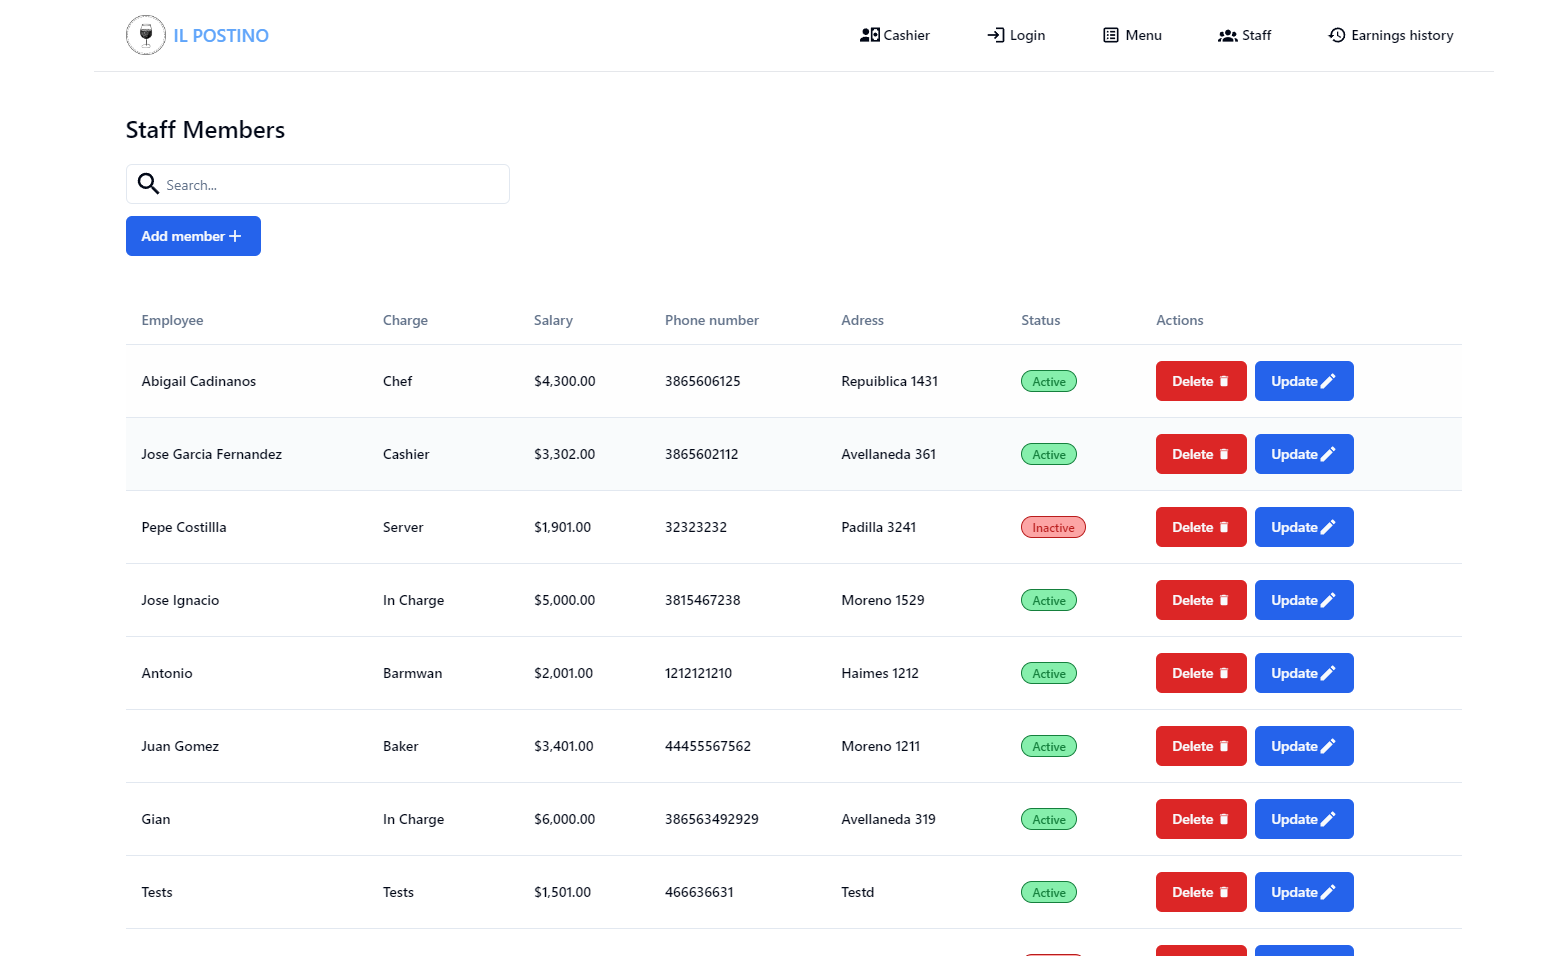 IL POSTINO Cashier Login Menu Staff Earnings history
Staff Members
Search...
Add member
Employee Charge Salary Phone number Adress Status Actions
Abigail Cadinanos Chef $4,300.00 3865606125 Repuiblica 1431 Active Delete Update
Jose Garcia Fernandez Cashier $3,302.00 3865602112 Avellaneda 361 Active Delete Update
Pepe Costillla Server $1,901.00 32323232 Padilla 3241 Inactive Delete Update
Jose Ignacio In Charge $5,000.00 3815467238 Moreno 1529 Active Delete Update
Antonio Barmwan $2,001.00 1212121210 Haimes 1212 Active Delete Update
Juan Gomez Baker $3,401.00 44455567562 Moreno 1211 Active Delete Update
Gian In Charge $6,000.00 386563492929 Avellaneda 319 Active Delete Update
Tests Tests $1,501.00 466636631 Testd Active Delete Update